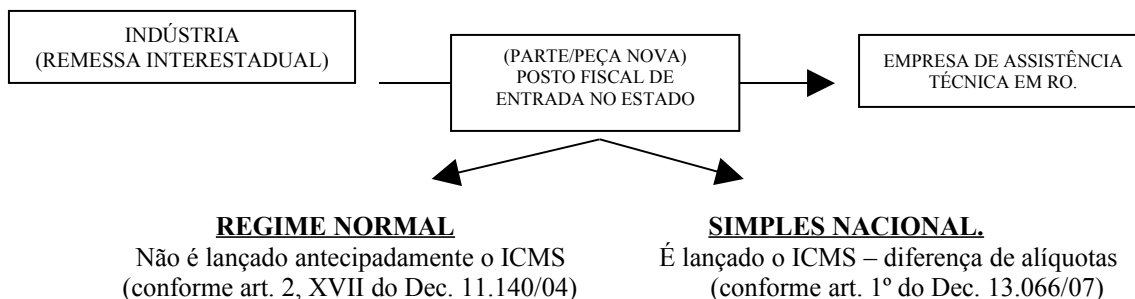 INDÚSTRIA
(REMESSA INTERESTADUAL)
(PARTE/PEÇA NOVA)
POSTO FISCAL DE
ENTRADA NO ESTADO
EMPRESA DE ASSISTÊNCIA
TÉCNICA EM RO.
REGIME NORMAL
Não é lançado antecipadamente o ICMS
(conforme art. 2, XVII do Dec. 11.140/04)
SIMPLES NACIONAL.
É lançado o ICMS – diferença de alíquotas
(conforme art. 1º do Dec. 13.066/07)